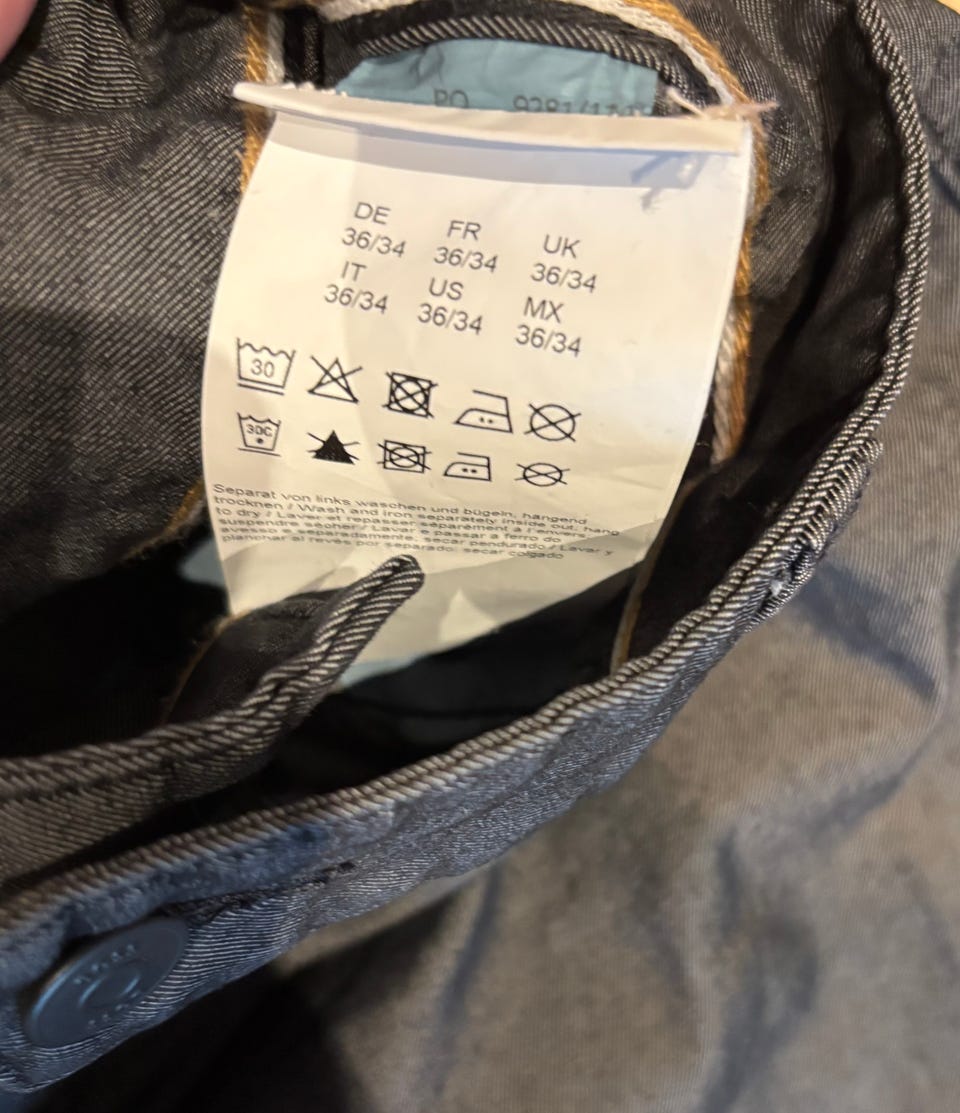 PO
DE FR UK
36/34 36/34 36/34
IT US MX
36/34 36/34 36/34
30
30C
Separat von links waschen und bügeln, hängend
trocknen / Wash and iron separately inside out, hang
to dry / Laver et repasser séparément à l'envers,
suspendre sécher / Lavare e passar a ferro do
avesso e separadamente; secar pendurado / Lavar y
planchar al revés por separado; secar colgado